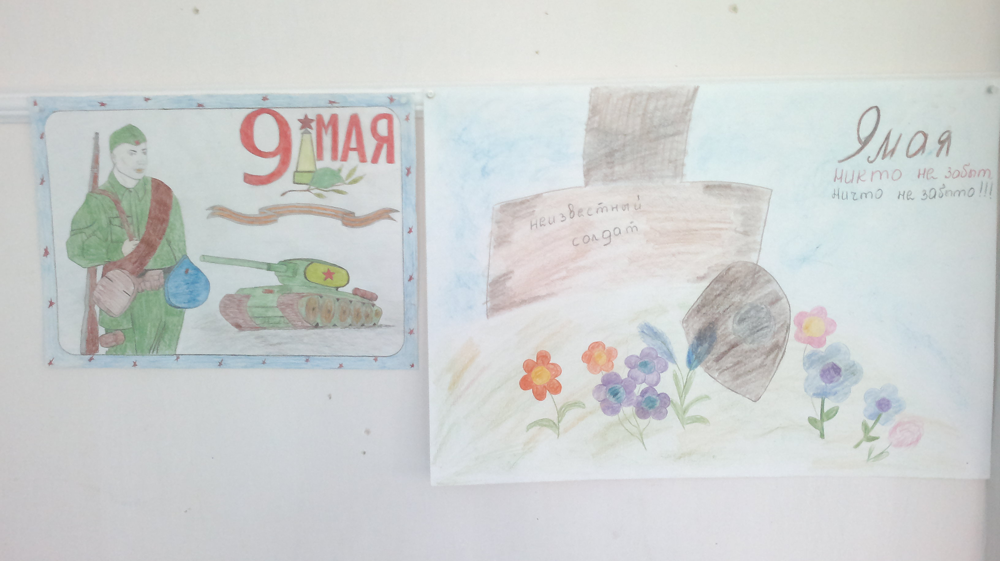 9 МАЯ
неизвестный
солдат
9 мая
никто не забыт
ничто не забыто!!!